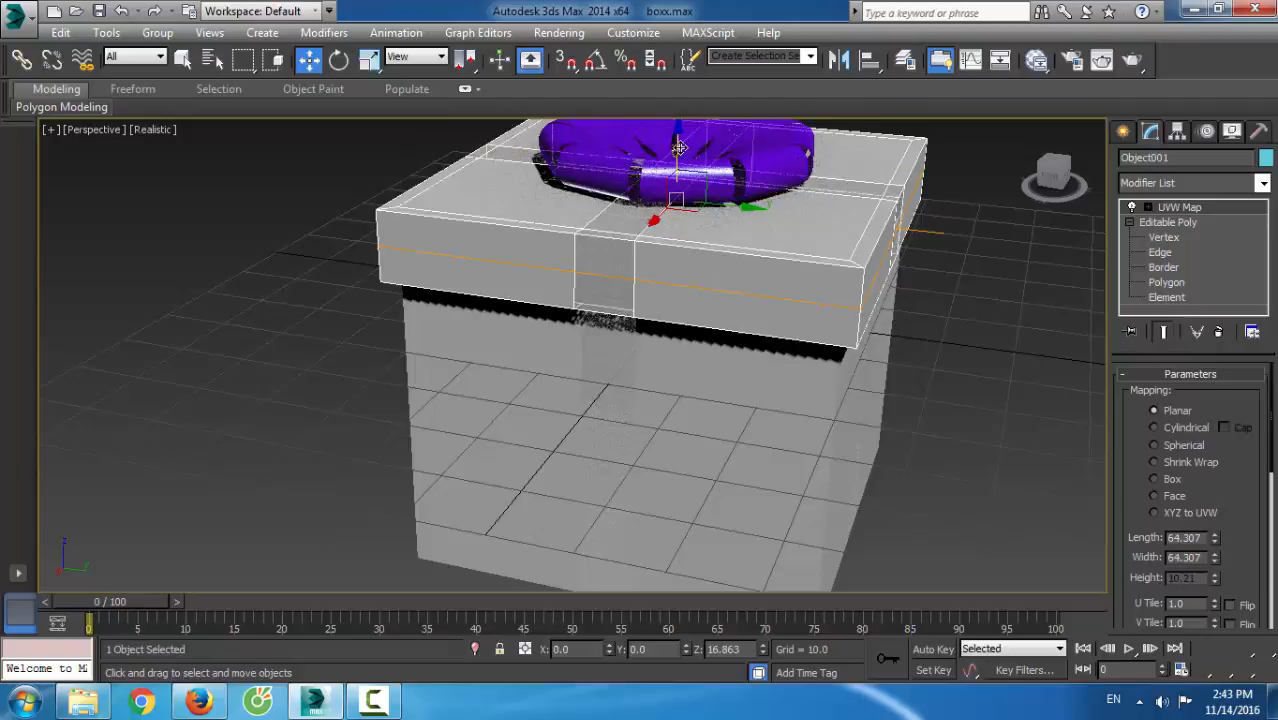 Workspace: Default
Autodesk 3ds Max 2014 x64 boxx.max
Type a keyword or phrase
Edit Tools Group Views Create Modifiers Animation Graph Editors Rendering Customize MAXScript Help
All View 3 Create Selection Se
Modeling Freeform Selection Object Paint Populate
Polygon Modeling
[+] [Perspective] [Realistic]
Object001
Modifier List
UVW Map
Editable Poly
Vertex
Edge
Border
Polygon
Element
Parameters
Mapping:
Planar
Cylindrical Cap
Spherical
Shrink Wrap
Box
Face
XYZ to UVW
Length: 64.307
Width: 64.307
Height: 10.21
U Tile: 1.0 Flip
V Tile: 1.0 Flip
z
x y
< 0 / 100 >
0 5 10 15 20 25 30 35 40 45 50 55 60 65 70 75 80 85 90 95 100
1 Object Selected X: 0.0 Y: 0.0 Z: 16.863 Grid = 10.0 Auto Key Selected
Welcome to M Click and drag to select and move objects Add Time Tag Set Key Key Filters... 0
EN 2:43 PM
11/14/2016